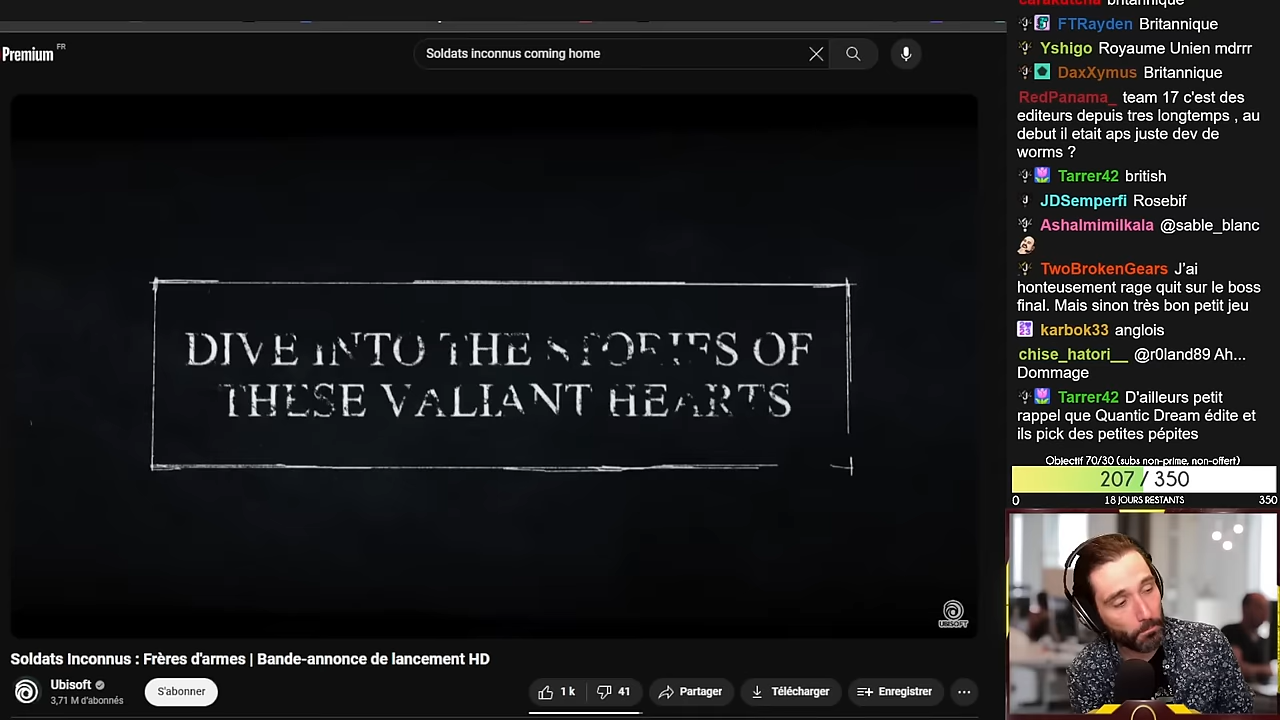 Premium FR
Soldats inconnus coming home
DIVE INTO THE STORIES OF
THESE VALIANT HEARTS
UBISOFT
Soldats Inconnus : Frères d'armes | Bande-annonce de lancement HD
Ubisoft
3,71 M d'abonnés
S'abonner
1 k
41
Partager
Télécharger
Enregistrer
britannique
FTRayden Britannique
Yshigo Royaume Unien mdrrr
DaxXymus Britannique
RedPanama_ team 17 c'est des
editeurs depuis tres longtemps , au
debut il etait aps juste dev de
worms ?
Tarrer42 british
JDSemperfi Rosebif
Ashalmimilkala @sable_blanc
TwoBrokenGears J'ai
honteusement rage quit sur le boss
final. Mais sinon très bon petit jeu
karbok33 anglois
chise_hatori__ @r0land89 Ah...
Dommage
Tarrer42 D'ailleurs petit
rappel que Quantic Dream édite et
ils pick des petites pépites
Objectif 70/30 (subs non-prime, non-offert)
207 / 350
0 18 JOURS RESTANTS 350